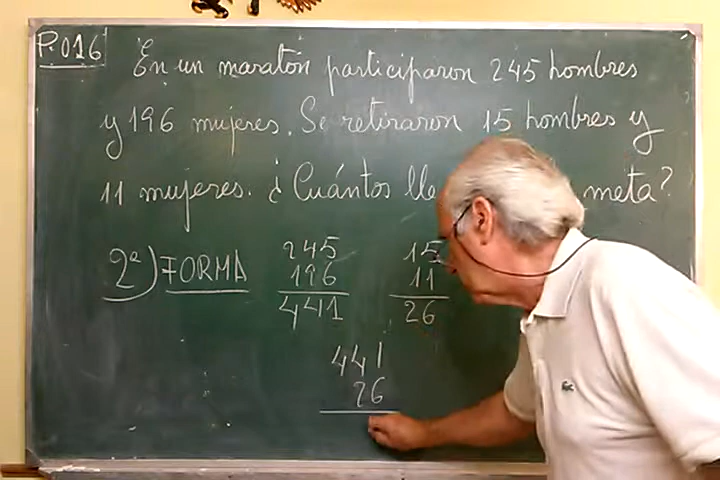 P.016
En un maratón participaron 245 hombres
y 196 mujeres. Se retiraron 15 hombres y
11 mujeres. ¿Cuántos meta?
2ª) FORMA
245
196
441
15
11
26
441
26